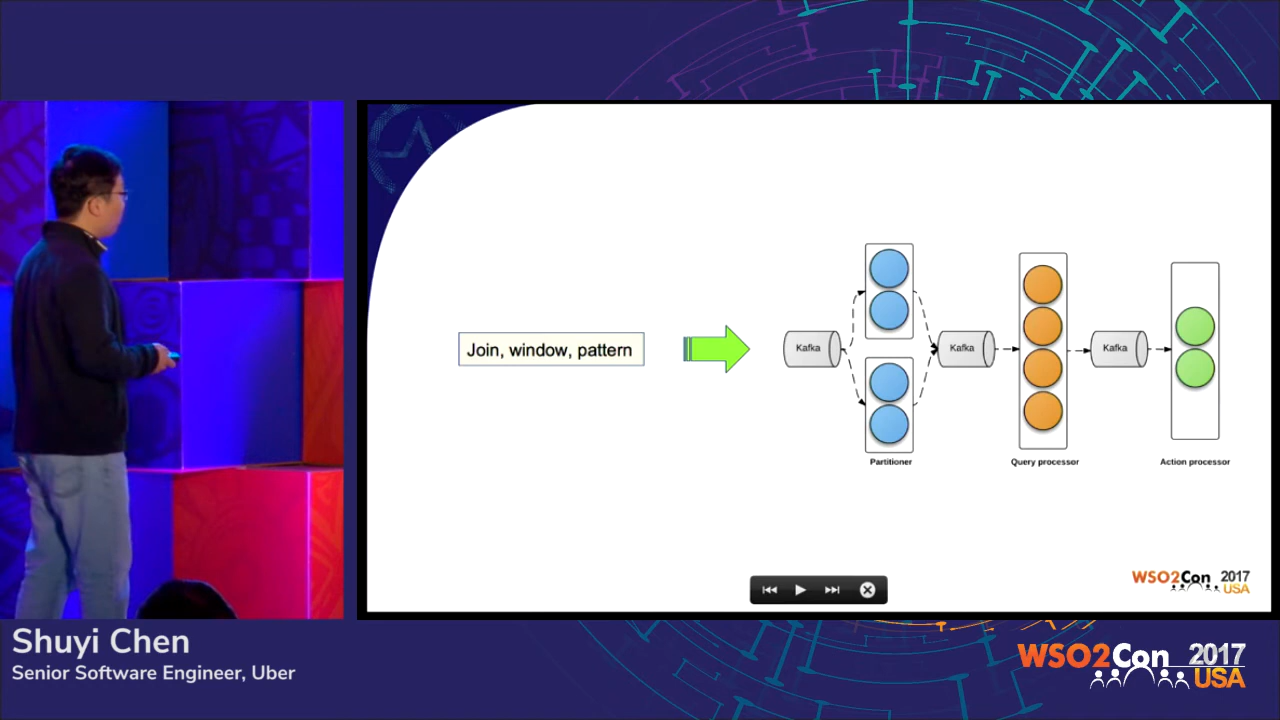 Join, window, pattern
Kafka
Kafka
Kafka
Partitioner
Query processor
Action processor
WSO2Con 2017
USA
Shuyi Chen
Senior Software Engineer, Uber
WSO2Con 2017
USA